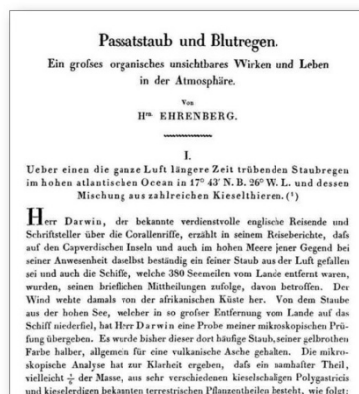 Passatstaub und Blutregen.
Ein großes organisches unsichtbares Wirken und Leben
in der Atmosphäre.
Von
Hrn. EHRENBERG.
I.
Ueber einen die ganze Luft längere Zeit trübenden Staubregen
im hohen atlantischen Ocean in 17° 43′ N. B. 26° W. L. und dessen
Mischung aus zahlreichen Kieselthieren. (¹)
Herr Darwin, der bekannte verdienstvolle englische Reisende und
Schriftsteller über die Corallenriffe, erzählt in seinem Reiseberichte, daß
auf den Capverdischen Inseln und auch im hohen Meere jener Gegend bei
seiner Anwesenheit daselbst beständig ein feiner Staub aus der Luft gefallen
sei und auch die Schiffe, welche 380 Seemeilen vom Lande entfernt waren,
wurden, seinen brieflichen Mittheilungen zufolge, davon betroffen. Der
Wind wehte damals von der afrikanischen Küste her. Von dem Staube
aus der hohen See, welcher in so großer Entfernung vom Lande auf das
Schiff niederfiel, hat Herr Darwin eine Probe meiner mikroskopischen Prü-
fung übergeben. Es wurde bisher dieser dort häufige Staub, seiner gelbrothen
Farbe halber, allgemein für eine vulkanische Asche gehalten. Die mikro-
skopische Analyse hat zur Klarheit ergeben, daß ein namhafter Theil,
vielleicht ⅙ der Masse, aus sehr verschiedenen kieselschaligen Polygastricis
und kieselerdigen bekannten terrestrischen Pflanzentheilen besteht, wie folgt: